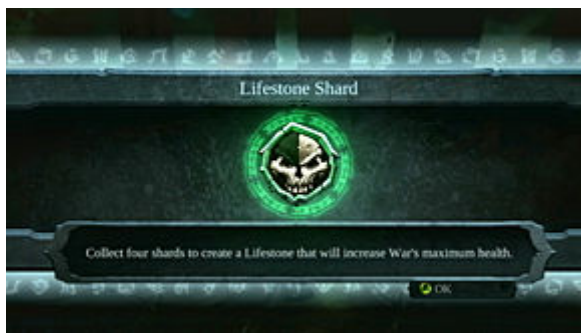 Lifestone Shard
Collect four shards to create a Lifestone that will increase War's maximum health.
OK